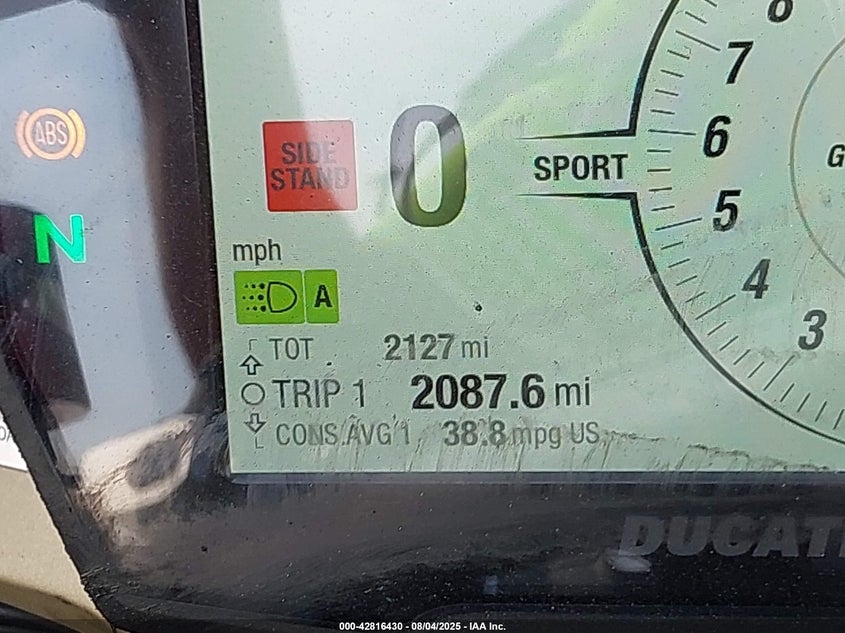 ABS
N
SIDE
STAND
0
mph
A
SPORT
8
7
6
5
4
3
G
TOT 2127 mi
TRIP 1 2087.6 mi
CONS.AVG 1 38.8 mpg US
DUCATI
000-42816430 - 08/04/2025 - IAA Inc.